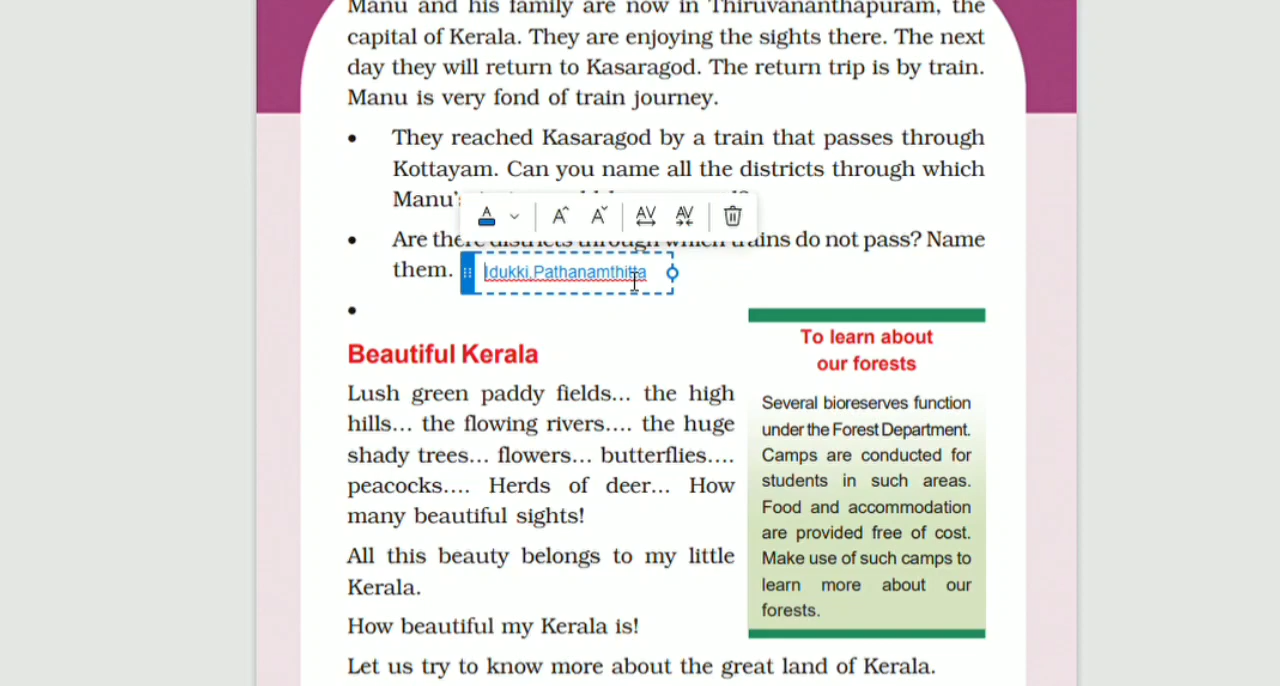 Manu and his family are now in Thiruvananthapuram, the
capital of Kerala. They are enjoying the sights there. The next
day they will return to Kasaragod. The return trip is by train.
Manu is very fond of train journey.
• They reached Kasaragod by a train that passes through
Kottayam. Can you name all the districts through which
Manu's
• Are there districts through which trains do not pass? Name
them. Idukki,Pathanamthitta
•
Beautiful Kerala
Lush green paddy fields... the high
hills... the flowing rivers.... the huge
shady trees... flowers... butterflies....
peacocks.... Herds of deer... How
many beautiful sights!
All this beauty belongs to my little
Kerala.
How beautiful my Kerala is!
Let us try to know more about the great land of Kerala.
To learn about
our forests
Several bioreserves function
under the Forest Department.
Camps are conducted for
students in such areas.
Food and accommodation
are provided free of cost.
Make use of such camps to
learn more about our
forests.